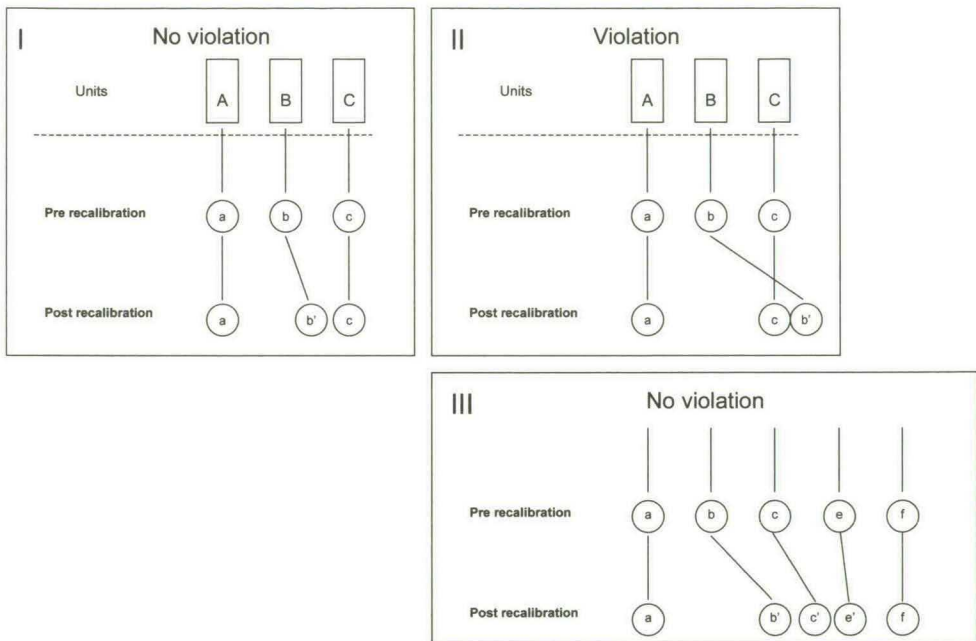 I No violation
Units A B C
Pre recalibration a b c
Post recalibration a b' c
II Violation
Units A B C
Pre recalibration a b c
Post recalibration a c b'
III No violation
Pre recalibration a b c e f
Post recalibration a b' c' e' f